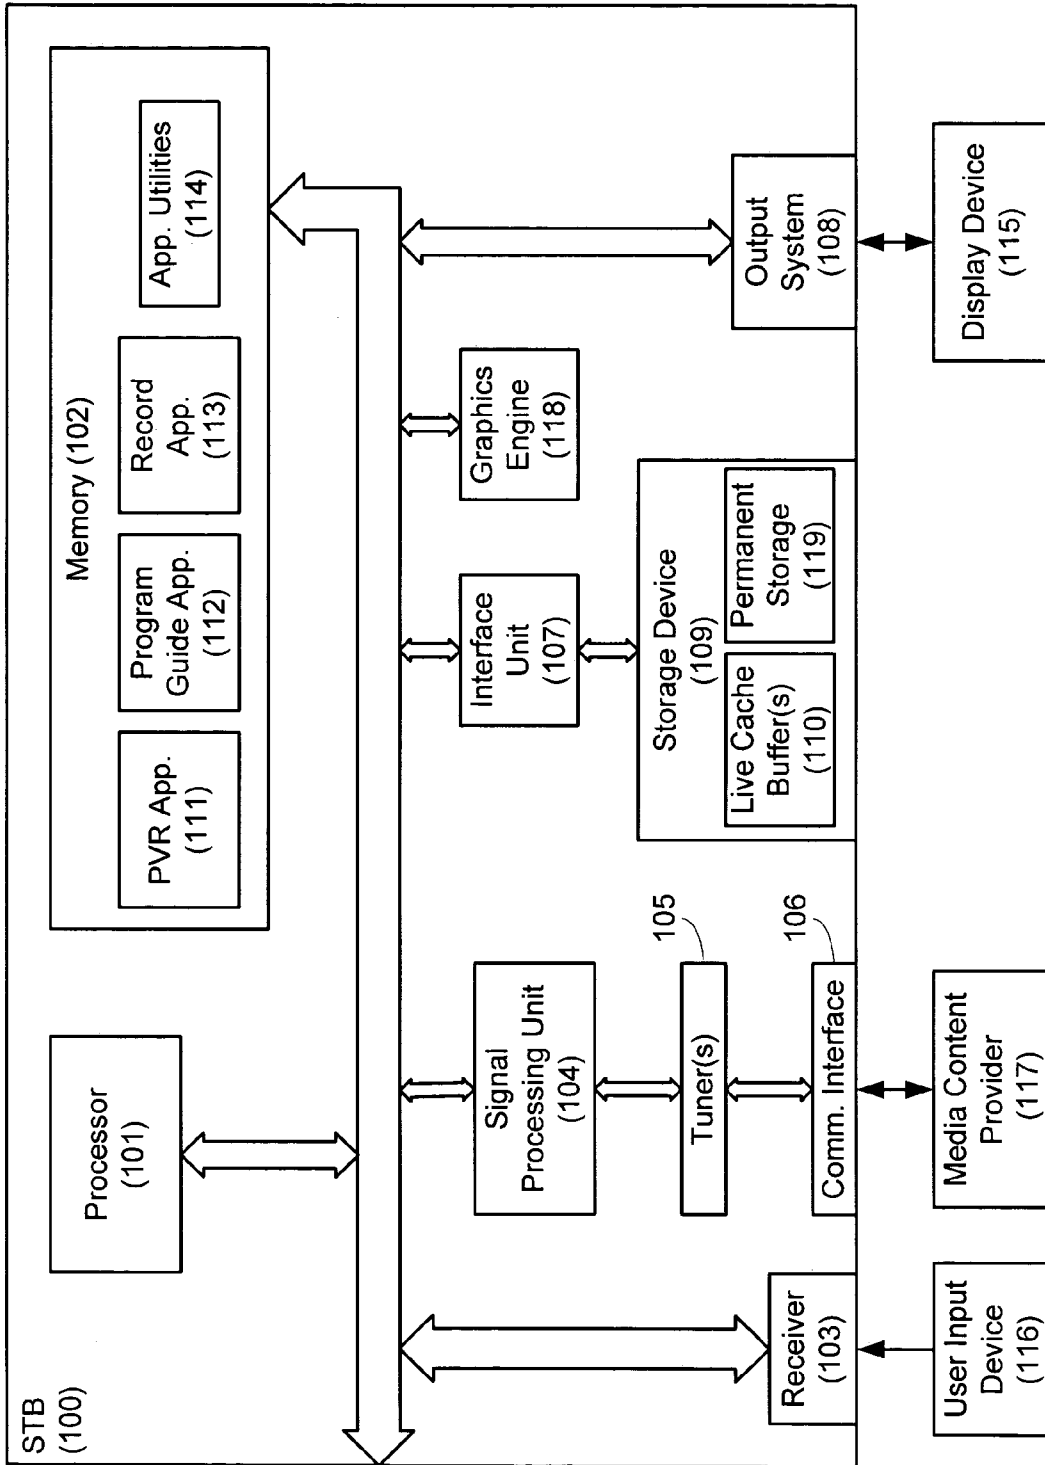 STB
(100)
Processor
(101)
Memory (102)
PVR App.
(111)
Program
Guide App.
(112)
Record
App.
(113)
App. Utilities
(114)
Signal
Processing Unit
(104)
Interface
Unit
(107)
Graphics
Engine
(118)
Tuner(s)
105
Storage Device
(109)
Live Cache
Buffer(s)
(110)
Permanent
Storage
(119)
Receiver
(103)
Comm. Interface
106
Output
System
(108)
User Input
Device
(116)
Media Content
Provider
(117)
Display Device
(115)